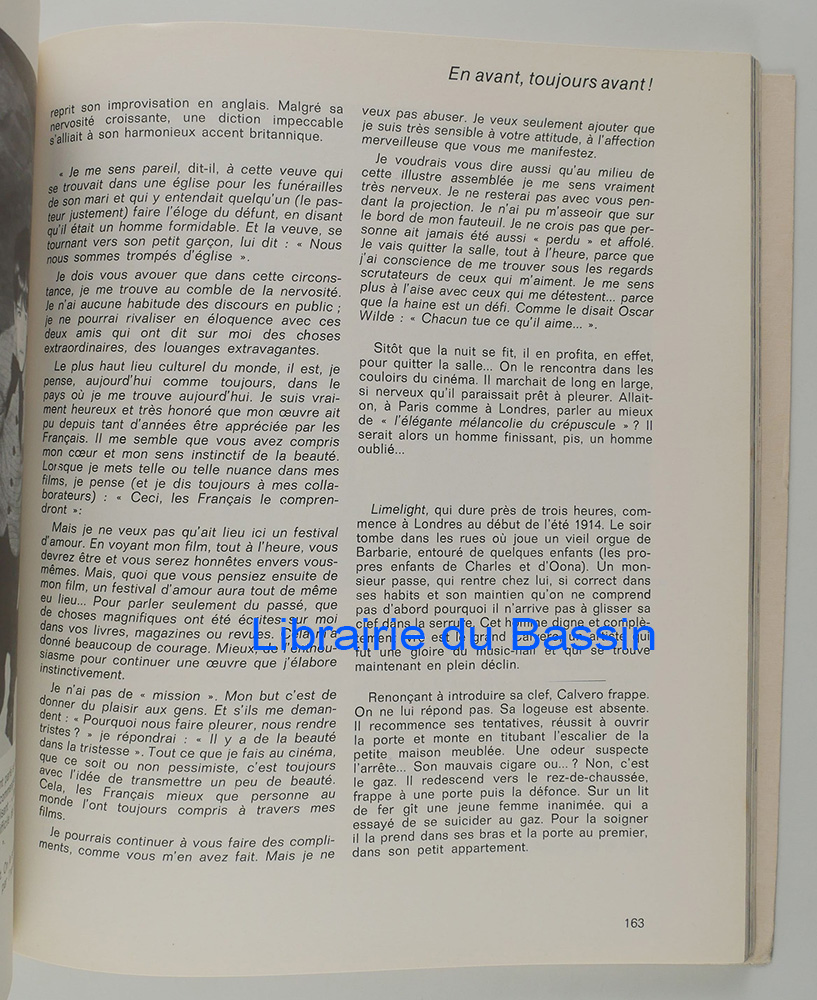 En avant, toujours avant !
reprit son improvisation en anglais. Malgré sa
nervosité croissante, une diction impeccable
s'alliait à son harmonieux accent britannique.
« Je me sens pareil, dit-il, à cette veuve qui
se trouvait dans une église pour les funérailles
de son mari et qui y entendait quelqu'un (le pas-
teur justement) faire l'éloge du défunt, en disant
qu'il était un homme formidable. Et la veuve, se
tournant vers son petit garçon, lui dit : « Nous
nous sommes trompés d'église ».
Je dois vous avouer que dans cette circons-
tance, je me trouve au comble de la nervosité.
Je n'ai aucune habitude des discours en public ;
je ne pourrai rivaliser en éloquence avec ces
deux amis qui ont dit sur moi des choses
extraordinaires, des louanges extravagantes.
Le plus haut lieu culturel du monde, il est, je
pense, aujourd'hui comme toujours, dans le
pays où je me trouve aujourd'hui. Je suis vrai-
ment heureux et très honoré que mon œuvre ait
pu depuis tant d'années être appréciée par les
Français. Il me semble que vous avez compris
mon cœur et mon sens instinctif de la beauté.
Lorsque je mets telle ou telle nuance dans mes
films, je pense (et je dis toujours à mes colla-
borateurs) : « Ceci, les Français le compren-
dront »:
Mais je ne veux pas qu'ait lieu ici un festival
d'amour. En voyant mon film, tout à l'heure, vous
devrez être et vous serez honnêtes envers vous-
mêmes. Mais, quoi que vous pensiez ensuite de
mon film, un festival d'amour aura tout de même
eu lieu... Pour parler seulement du passé, que
de choses magnifiques ont été écrites sur moi
dans vos livres, magazines ou revues. Cela m'a
donné beaucoup de courage. Mieux, de l'enthou-
siasme pour continuer une œuvre que j'élabore
instinctivement.
Je n'ai pas de « mission ». Mon but c'est de
donner du plaisir aux gens. Et s'ils me deman-
dent : « Pourquoi nous faire pleurer, nous rendre
tristes ? » je répondrai : « Il y a de la beauté
dans la tristesse ». Tout ce que je fais au cinéma,
que ce soit ou non pessimiste, c'est toujours
avec l'idée de transmettre un peu de beauté.
Cela, les Français mieux que personne au
monde l'ont toujours compris à travers mes
films.
Je pourrais continuer à vous faire des compli-
ments, comme vous m'en avez fait. Mais je ne
veux pas abuser. Je veux seulement ajouter que
je suis très sensible à votre attitude, à l'affection
merveilleuse que vous me manifestez.
Je voudrais vous dire aussi qu'au milieu de
cette illustre assemblée je me sens vraiment
très nerveux. Je ne resterai pas avec vous pen-
dant la projection. Je n'ai pu m'asseoir que sur
le bord de mon fauteuil. Je ne crois pas que per-
sonne ait jamais été aussi « perdu » et affolé.
Je vais quitter la salle, tout à l'heure, parce que
j'ai conscience de me trouver sous les regards
scrutateurs de ceux qui m'aiment. Je me sens
plus à l'aise avec ceux qui me détestent... parce
que la haine est un défi. Comme le disait Oscar
Wilde : « Chacun tue ce qu'il aime... ».
Sitôt que la nuit se fit, il en profita, en effet,
pour quitter la salle... On le rencontra dans les
couloirs du cinéma. Il marchait de long en large,
si nerveux qu'il paraissait prêt à pleurer. Allait-
on, à Paris comme à Londres, parler au mieux
de « l'élégante mélancolie du crépuscule » ? Il
serait alors un homme finissant, pis, un homme
oublié...
Limelight, qui dure près de trois heures, com-
mence à Londres au début de l'été 1914. Le soir
tombe dans les rues où joue un vieil orgue de
Barbarie, entouré de quelques enfants (les pro-
pres enfants de Charles et d'Oona). Un mon-
sieur passe, qui rentre chez lui, si correct dans
ses habits et son maintien qu'on ne comprend
pas d'abord pourquoi il n'arrive pas à glisser sa
clef dans la serrure. Cet homme digne et complè-
tement ivre est le grand Calvero, l'artiste qui
fut une gloire du music-hall et qui se trouve
maintenant en plein déclin.
Renonçant à introduire sa clef, Calvero frappe.
On ne lui répond pas. Sa logeuse est absente.
Il recommence ses tentatives, réussit à ouvrir
la porte et monte en titubant l'escalier de la
petite maison meublée. Une odeur suspecte
l'arrête... Son mauvais cigare ou... ? Non, c'est
le gaz. Il redescend vers le rez-de-chaussée,
frappe à une porte puis la défonce. Sur un lit
de fer gît une jeune femme inanimée, qui a
essayé de se suicider au gaz. Pour la soigner
il la prend dans ses bras et la porte au premier,
dans son petit appartement.
163
Librairie du Bassin